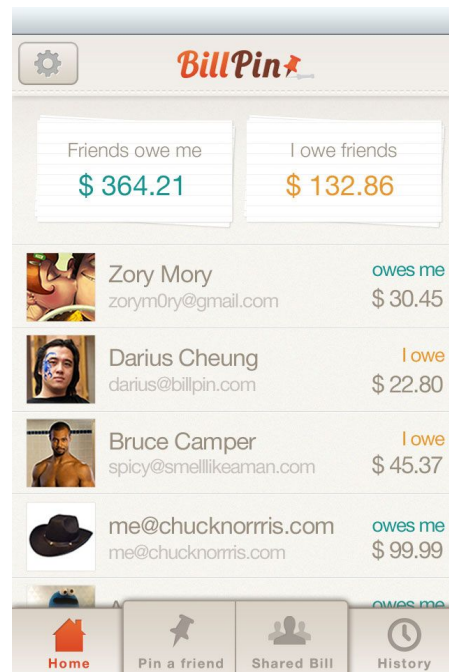 BillPin
Friends owe me
$ 364.21
I owe friends
$ 132.86
Zory Mory
zorym0ry@gmail.com
owes me
$ 30.45
Darius Cheung
darius@billpin.com
I owe
$ 22.80
Bruce Camper
spicy@smelllikeaman.com
I owe
$ 45.37
me@chucknorrris.com
me@chucknorrris.com
owes me
$ 99.99
owes me
Home
Pin a friend
Shared Bill
History